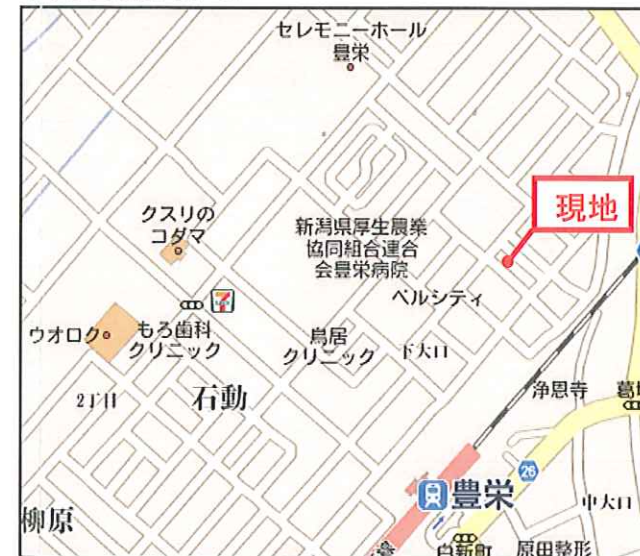 セレモニーホール
豊栄
現地
クスリの
コダマ
新潟県厚生農業
協同組合連合
会豊栄病院
ベルシティ
7
ウオロク
もろ歯科
クリニック
鳥居
クリニック
下大口
2丁目
石動
浄恩寺
26
豊栄
中大口
柳原
白新町
原田整形